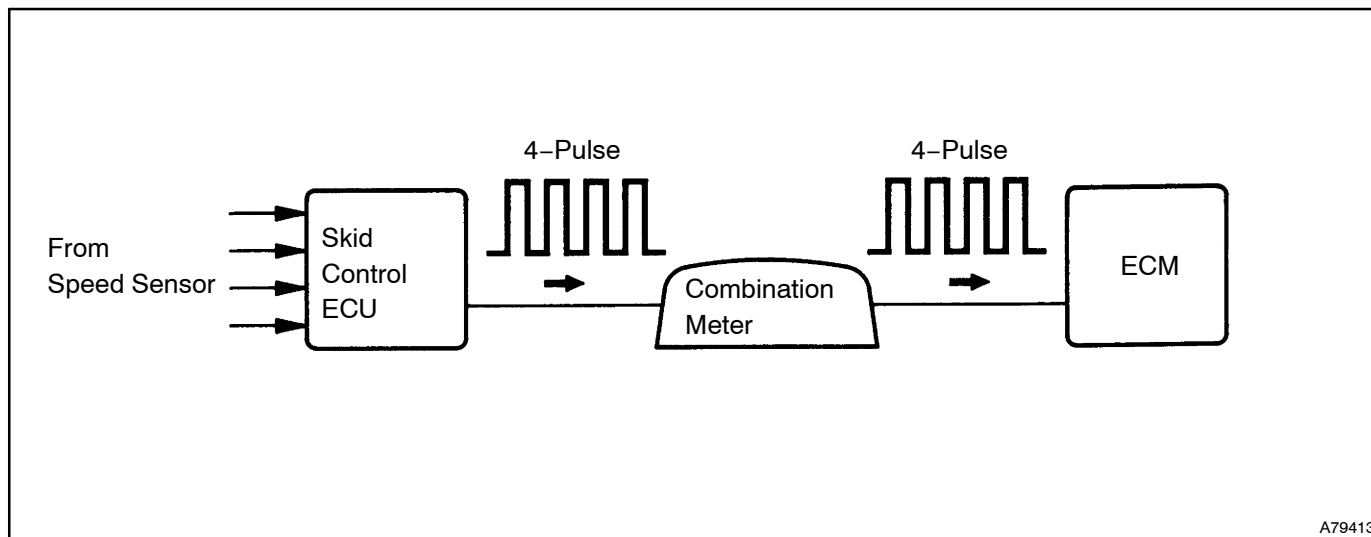 4−Pulse
4−Pulse
From
Speed Sensor
Skid
Control
ECU
Combination
Meter
ECM
A79413